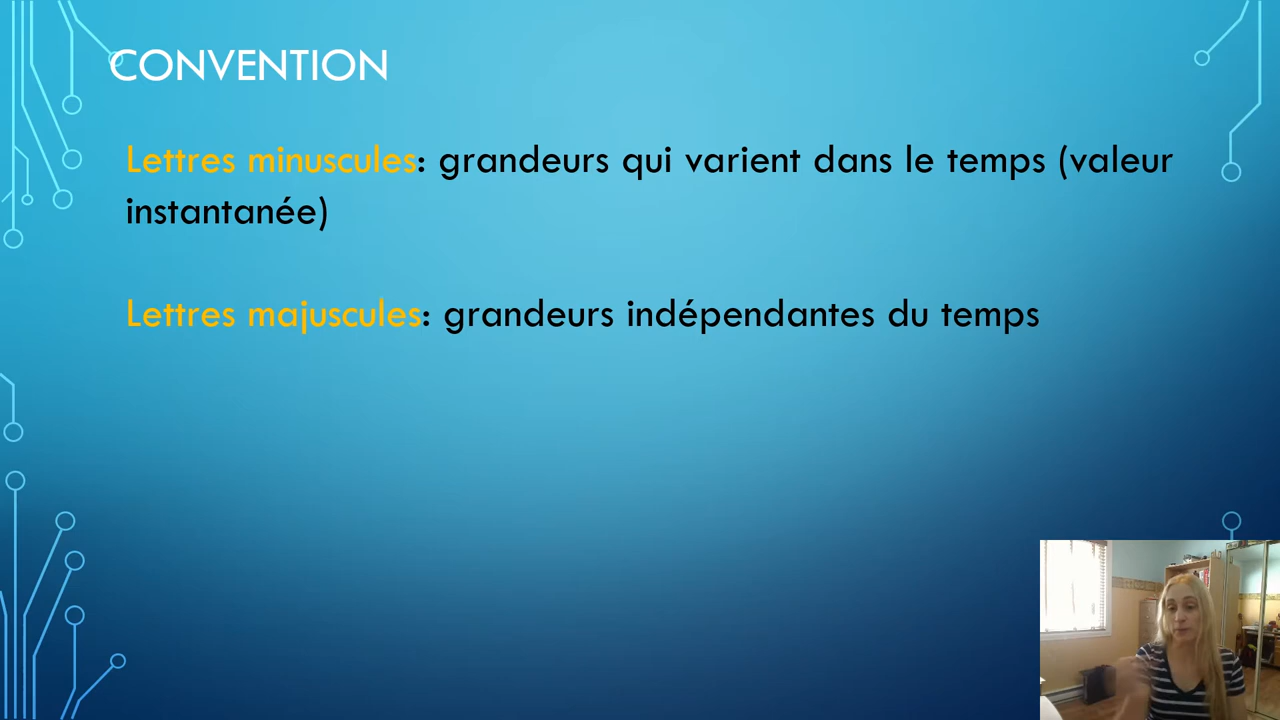 CONVENTION
Lettres minuscules: grandeurs qui varient dans le temps (valeur
instantanée)
Lettres majuscules: grandeurs indépendantes du temps